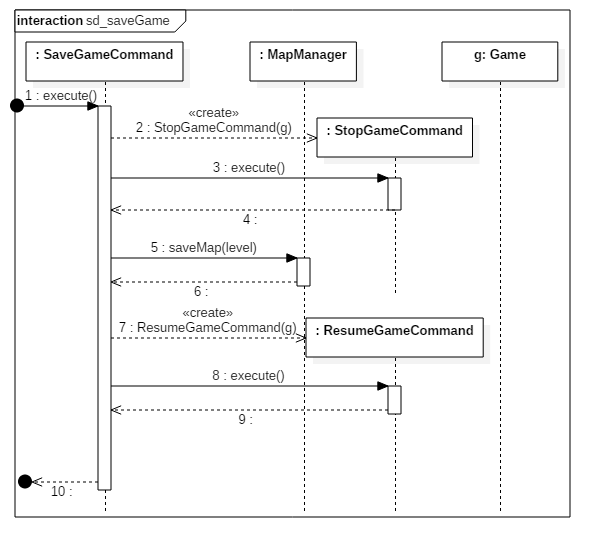 interaction sd_saveGame
: SaveGameCommand
: MapManager
g: Game
1 : execute()
«create»
2 : StopGameCommand(g)
: StopGameCommand
3 : execute()
4 :
5 : saveMap(level)
6 :
«create»
7 : ResumeGameCommand(g)
: ResumeGameCommand
8 : execute()
9 :
10 :